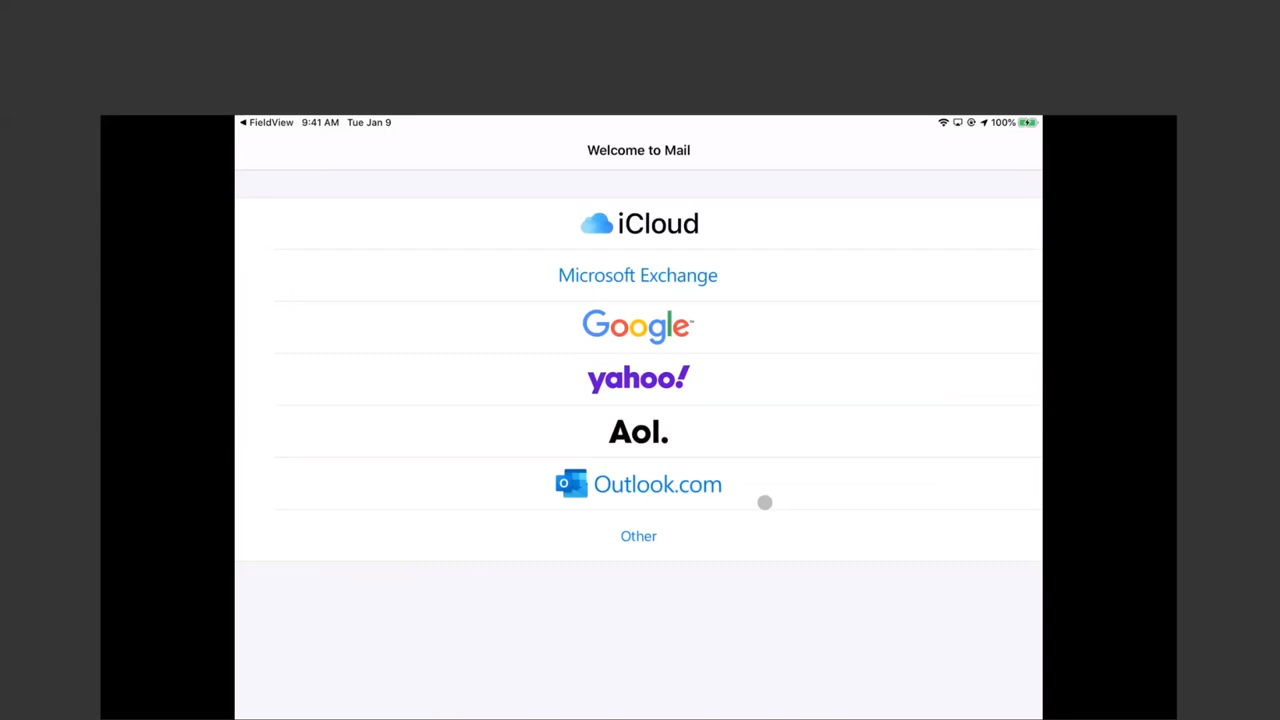 FieldView 9:41 AM Tue Jan 9 100%
Welcome to Mail
iCloud
Microsoft Exchange
Google™
yahoo!
Aol.
Outlook.com
Other